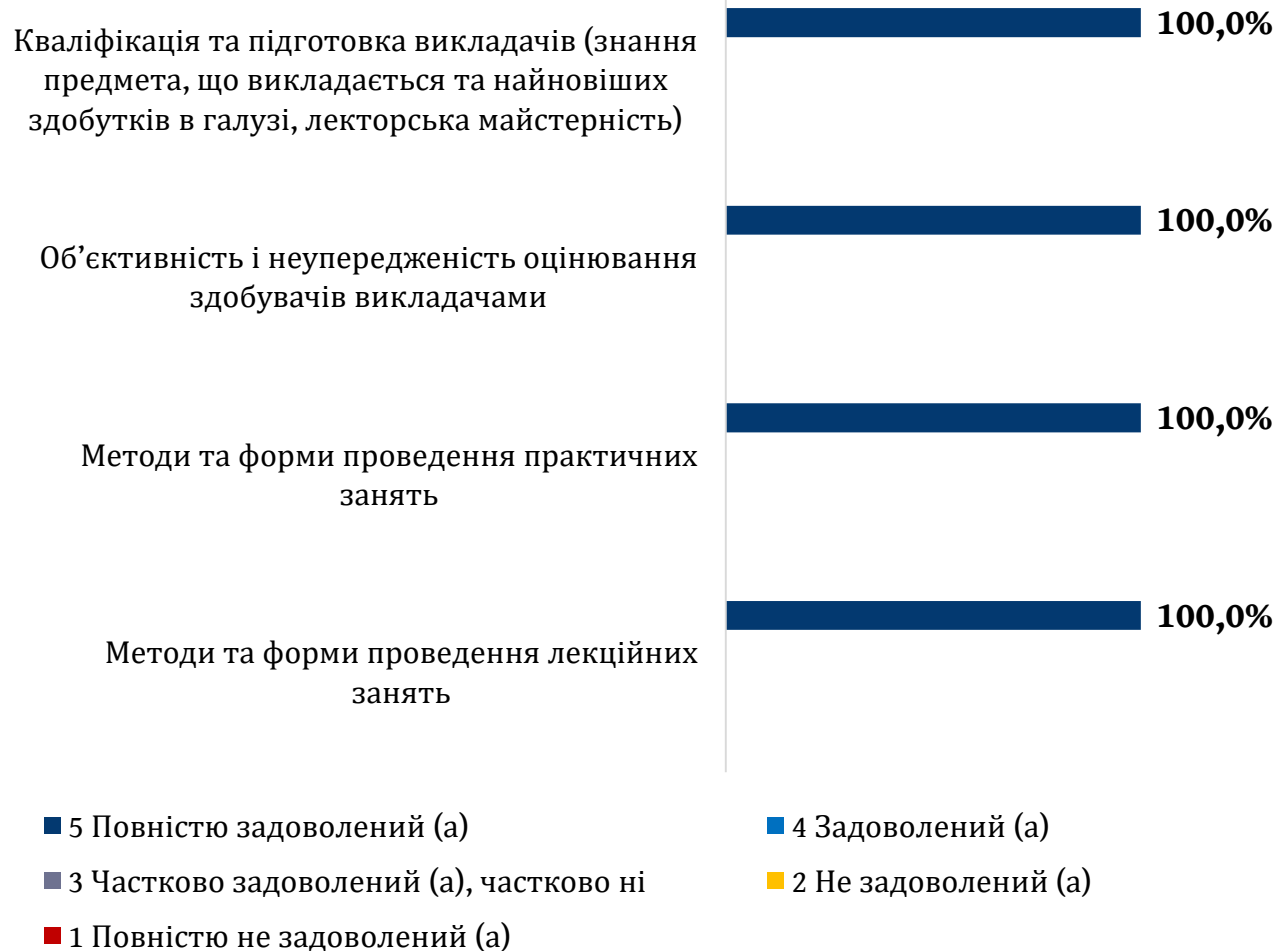 100,0%
Кваліфікація та підготовка викладачів (знання
предмета, що викладається та найновіших
здобутків в галузі, лекторська майстерність)
100,0%
Об’єктивність і неупередженість оцінювання
здобувачів викладачами
100,0%
Методи та форми проведення практичних
занять
100,0%
Методи та форми проведення лекційних
занять
5 Повністю задоволений (а)
4 Задоволений (а)
3 Частково задоволений (а), частково ні
2 Не задоволений (а)
1 Повністю не задоволений (а)